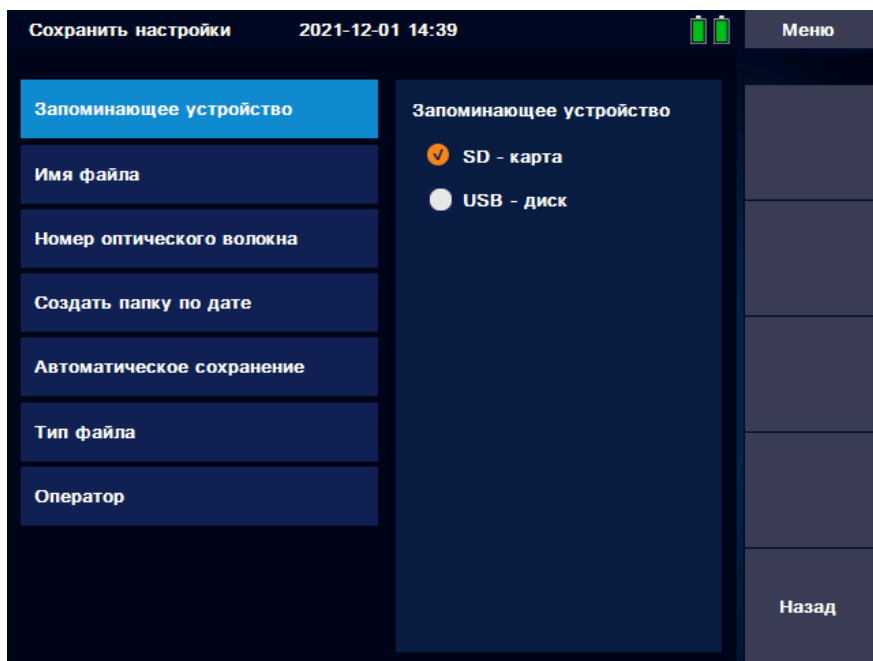 Сохранить настройки 2021-12-01 14:39 Меню
Запоминающее устройство
Имя файла
Номер оптического волокна
Создать папку по дате
Автоматическое сохранение
Тип файла
Оператор
Запоминающее устройство
SD - карта
USB - диск
Назад